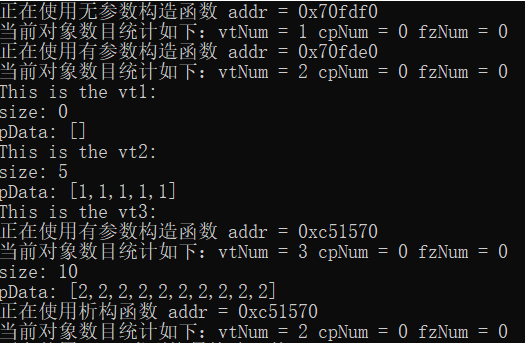 正在使用无参数构造函数 addr = 0x70fdf0
当前对象数目统计如下：vtNum = 1 cpNum = 0 fzNum = 0
正在使用有参数构造函数 addr = 0x70fde0
当前对象数目统计如下：vtNum = 2 cpNum = 0 fzNum = 0
This is the vt1:
size: 0
pData: []
This is the vt2:
size: 5
pData: [1,1,1,1,1]
This is the vt3:
正在使用有参数构造函数 addr = 0xc51570
当前对象数目统计如下：vtNum = 3 cpNum = 0 fzNum = 0
size: 10
pData: [2,2,2,2,2,2,2,2,2,2]
正在使用析构函数 addr = 0xc51570
当前对象数目统计如下：vtNum = 2 cpNum = 0 fzNum = 0